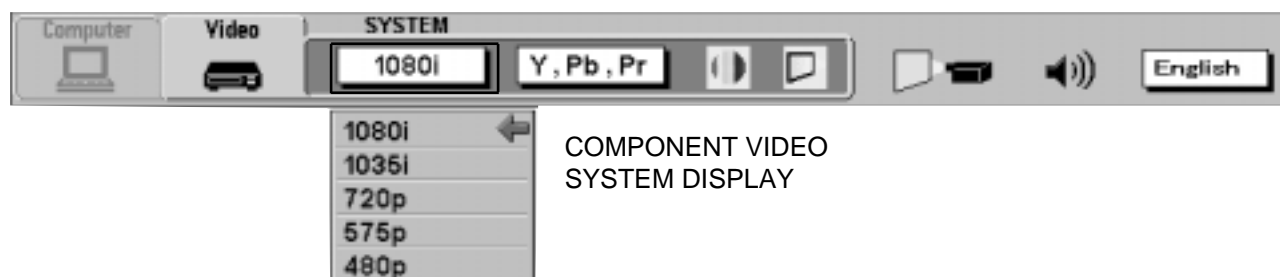 Computer Video SYSTEM
1080i Y,Pb,Pr English
1080i
1035i
720p
575p
480p
COMPONENT VIDEO
SYSTEM DISPLAY